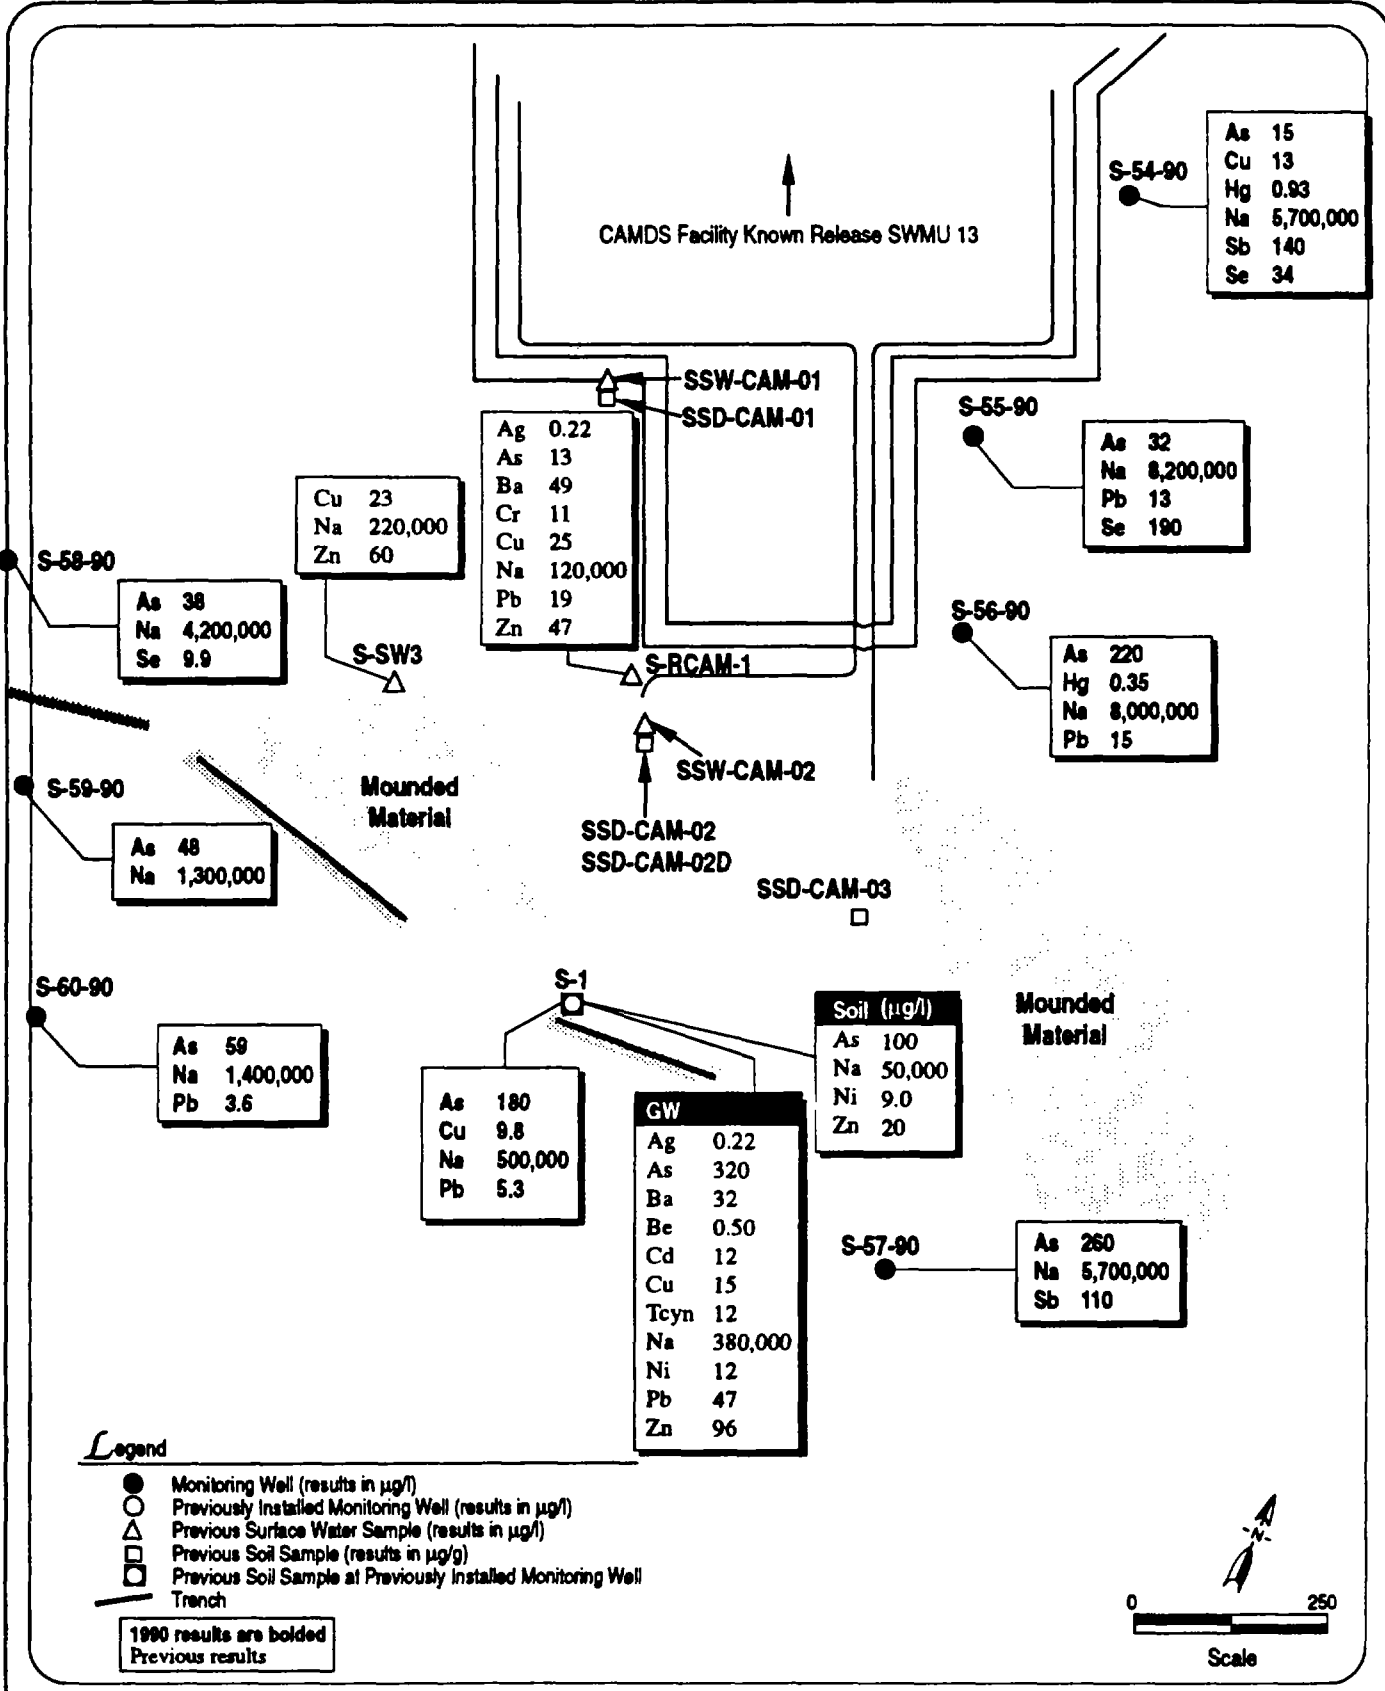 S-54-90
As 15
Cu 13
Hg 0.93
Na 5,700,000
Sb 140
Se 34
CAMDS Facility Known Release SWMU 13
SSW-CAM-01
SSD-CAM-01
S-55-90
As 32
Na 8,200,000
Pb 13
Se 190
Ag 0.22
As 13
Ba 49
Cr 11
Cu 25
Na 120,000
Pb 19
Zn 47
Cu 23
Na 220,000
Zn 60
S-58-90
As 38
Na 4,200,000
Se 9.9
S-SW3
S-RCAM-1
S-56-90
As 220
Hg 0.35
Na 8,000,000
Pb 15
SSW-CAM-02
Mounded
Material
S-59-90
As 48
Na 1,300,000
SSD-CAM-02
SSD-CAM-02D
SSD-CAM-03
S-60-90
As 59
Na 1,400,000
Pb 3.6
S-1
As 180
Cu 9.8
Na 500,000
Pb 5.3
Soil (µg/l)
As 100
Na 50,000
Ni 9.0
Zn 20
Mounded
Material
GW
Ag 0.22
As 320
Ba 32
Be 0.50
Cd 12
Cu 15
Tcyn 12
Na 380,000
Ni 12
Pb 47
Zn 96
S-57-90
As 260
Na 5,700,000
Sb 110
Legend
Monitoring Well (results in µg/l)
Previously Installed Monitoring Well (results in µg/l)
Previous Surface Water Sample (results in µg/l)
Previous Soil Sample (results in µg/g)
Previous Soil Sample at Previously Installed Monitoring Well
Trench
1990 results are bolded
Previous results
N
0 250
Scale